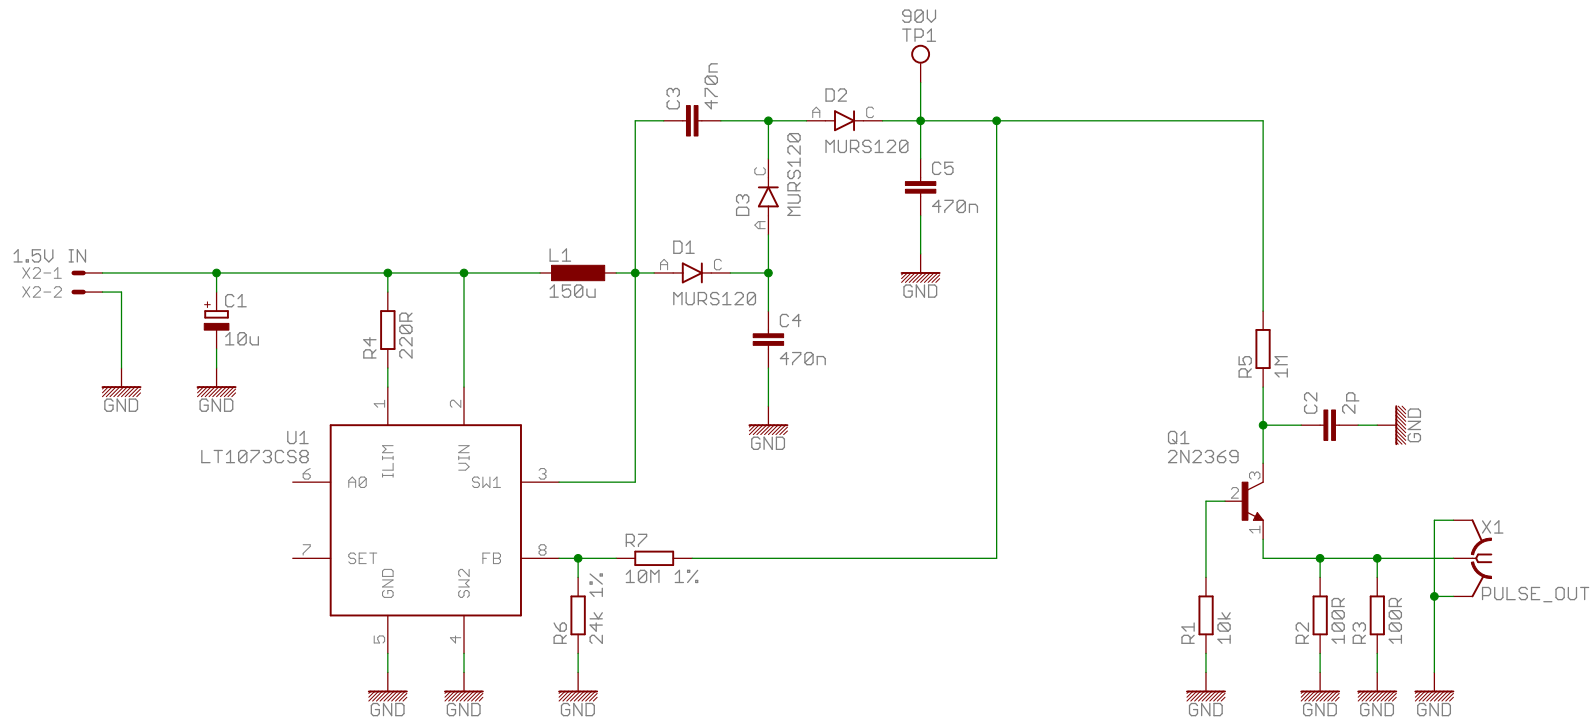 90V
TP1
C3
470n
D2
A
C
MURS120
C
D3
MURS120
A
C5
470n
GND
1.5V IN
X2-1
X2-2
GND
+
C1
10u
GND
R4
220R
L1
150u
D1
A
C
MURS120
C4
470n
GND
U1
LT1073CS8
1
2
ILIM
VIN
6
A0
SW1
3
7
SET
FB
8
GND
SW2
5
4
GND
GND
R7
10M 1%
R6
24k 1%
GND
R5
1M
C2
2p
GND
Q1
2N2369
3
2
1
R1
10k
GND
R2
100R
GND
R3
100R
GND
X1
PULSE_OUT
GND